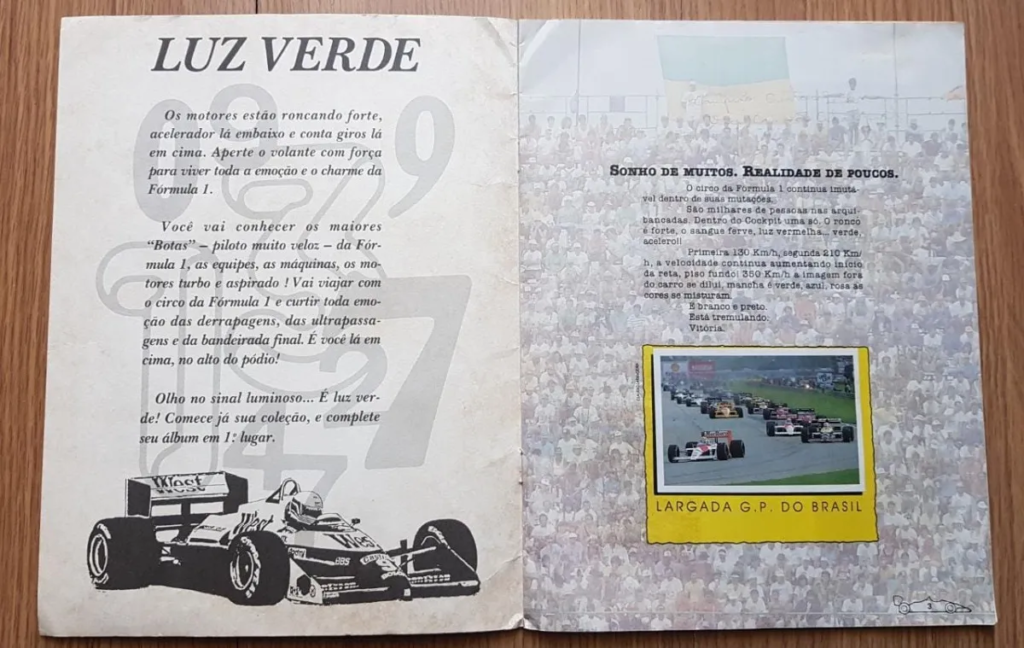 LUZ VERDE
Os motores estão roncando forte,
acelerador lá embaixo e conta giros lá
em cima. Aperte o volante com força
para viver toda a emoção e o charme da
Fórmula 1.
Você vai conhecer os maiores
"Botas" – piloto muito veloz – da Fór-
mula 1, as equipes, as máquinas, os mo-
tores turbo e aspirado ! Vai viajar com
o circo da Fórmula 1 e curtir toda emo-
ção das derrapagens, das ultrapassa-
gens e da bandeirada final. É você lá em
cima, no alto do pódio!
Olho no sinal luminoso... É luz ver-
de! Comece já sua coleção, e complete
seu álbum em 1º lugar.
0
9
27
West
West
West
SONHO DE MUITOS. REALIDADE DE POUCOS.
O circo da Fórmula 1 continua imutá-
vel dentro de suas mutações.
São milhares de pessoas nas arqui-
bancadas. Dentro do Cockpit uma só. O ronco
é forte, o sangue ferve, luz vermelha... verde,
acelero!!
Primeira 130 Km/h, segunda 210 Km/
h, a velocidade continua aumentando início
da reta, piso fundo! 350 Km/h a imagem fora
do carro se dilui, mancha é verde, azul, rosa as
cores se misturam.
É branco e preto.
Está tremulando.
Vitória.
LARGADA G.P. DO BRASIL
3